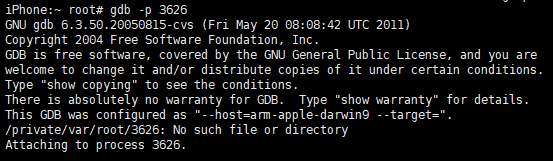 iPhone:~ root# gdb -p 3626
GNU gdb 6.3.50.20050815-cvs (Fri May 20 08:08:42 UTC 2011)
Copyright 2004 Free Software Foundation, Inc.
GDB is free software, covered by the GNU General Public License, and you are
welcome to change it and/or distribute copies of it under certain conditions.
Type "show copying" to see the conditions.
There is absolutely no warranty for GDB.  Type "show warranty" for details.
This GDB was configured as "--host=arm-apple-darwin9 --target=".
/private/var/root/3626: No such file or directory
Attaching to process 3626.